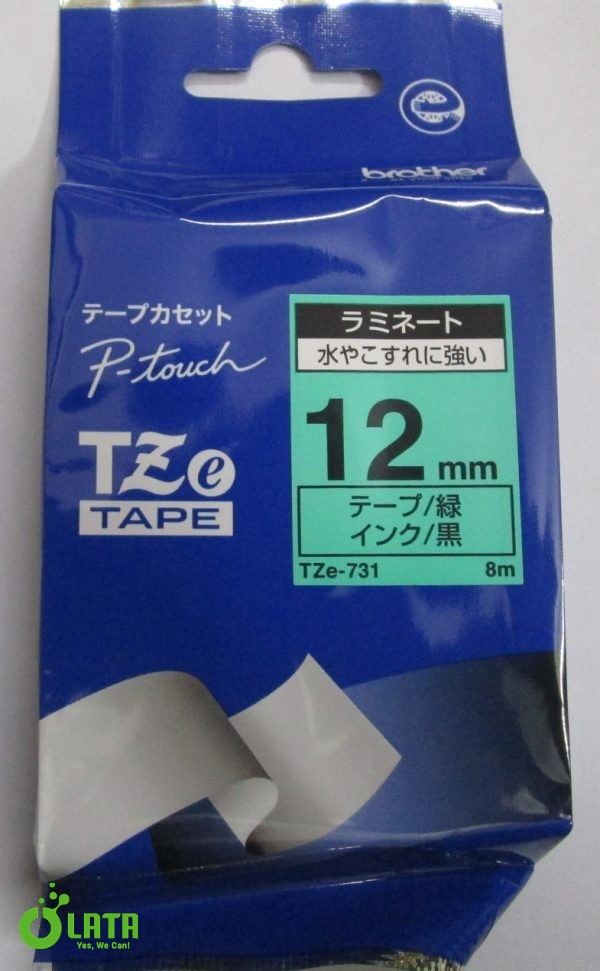 e
brother
テープカセット
P-touch
TZe
TAPE
ラミネート
水やこすれに強い
12 mm
テープ/緑
インク/黒
TZe-731 8m
OLATA
Yes, We Can!